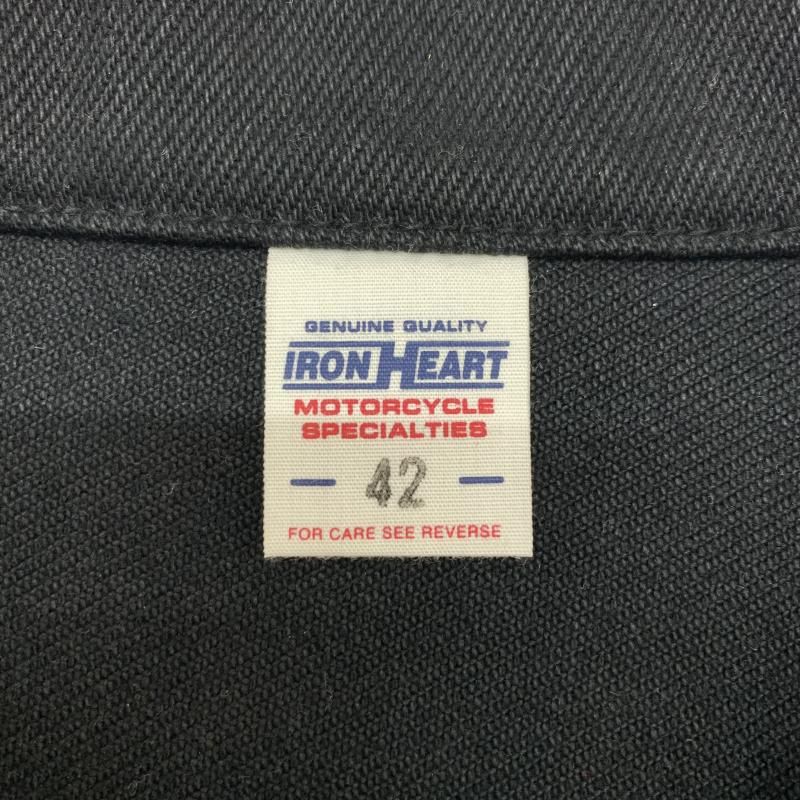 GENUINE QUALITY
IRON HEART
MOTORCYCLE
SPECIALTIES
— 42 —
FOR CARE SEE REVERSE